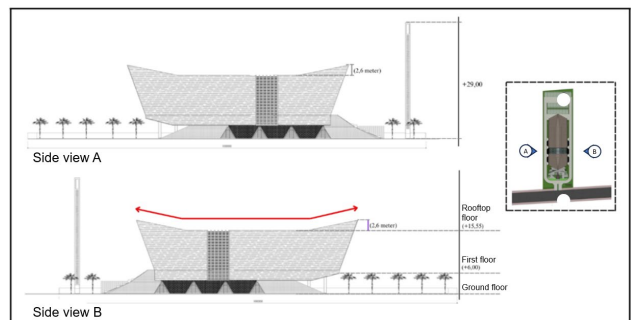 (2,6 meter)
+29,00
Side view A
A
B
(2,6 meter)
Rooftop
floor
(+15,55)
First floor
(+6,00)
Ground floor
Side view B